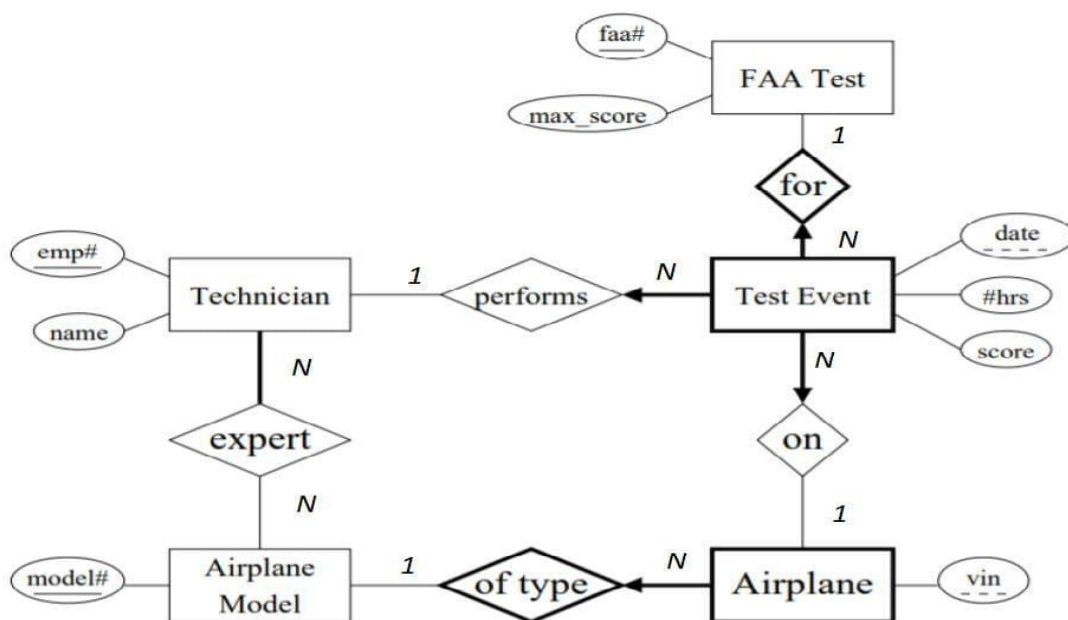 faa#
FAA Test
max_score
1
for
N
date
emp#
Technician
1
performs
N
Test Event
#hrs
name
score
N
N
expert
on
N
1
model#
Airplane
Model
1
of type
N
Airplane
vin